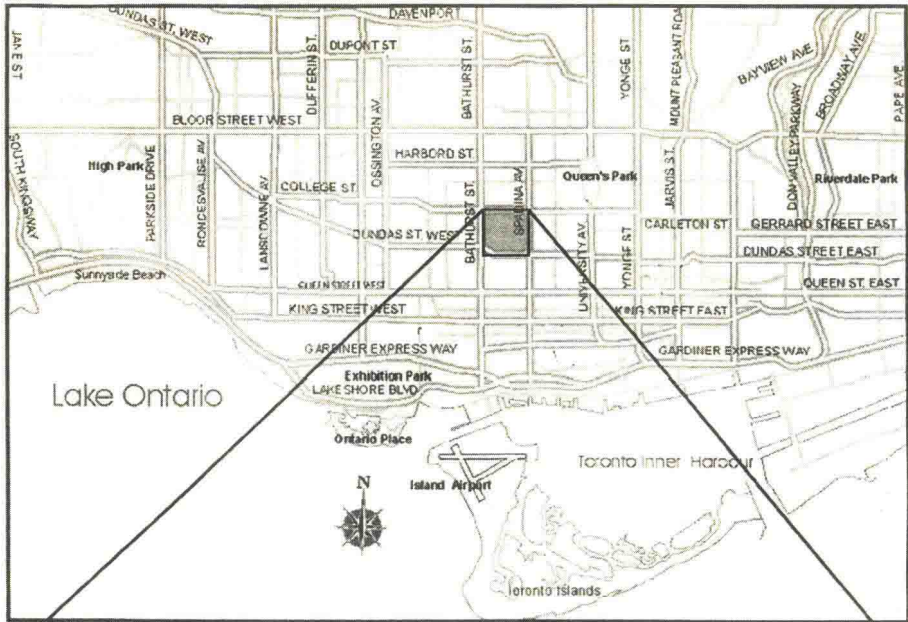 DUNDAS ST. WEST
DAVENPORT
JANE ST.
DUPONT ST
DUFFERIN ST.
BATHURST ST.
YONGE ST
MOUNT PLEASANT ROAD
BAYVIEW AVE
BROADWAY AVE
PAPE AVE
OSSINGTON AV
BLOOR STREET WEST
DON VALLEY PARKWAY
SOUTH KINGSWAY
High Park
PARKSIDE DRIVE
RONCESVALISE AV
HARBORD ST.
Queen's Park
JARVIS ST.
Riverdale Park
LANSDOWNE AV
COLLEGE ST.
BATHURST ST.
SPADINA AV
CARLETON ST.
GERRARD STREET EAST
DUNDAS ST. WEST
UNIVERSITY AV.
YONGE ST
DUNDAS STREET EAST
Sunnyside Beach
QUEEN STREET WEST
QUEEN ST. EAST
KING STREET WEST
KING STREET EAST
GARDINER EXPRESS WAY
GARDINER EXPRESS WAY
Exhibition Park
Lake Ontario
LAKE SHORE BLVD
Ontario Place
Toronto Inner Harbour
Island Airport
N
Toronto Islands